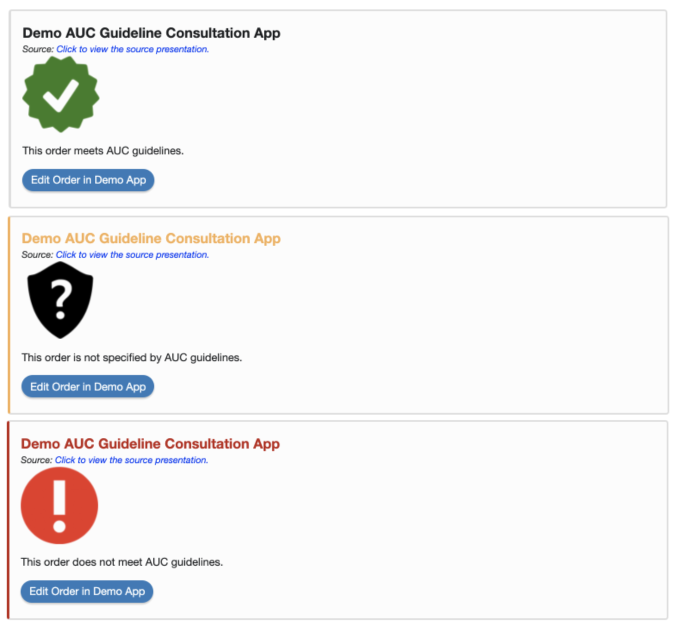 Demo AUC Guideline Consultation App
Source: Click to view the source presentation.
This order meets AUC guidelines.
Edit Order in Demo App
Demo AUC Guideline Consultation App
Source: Click to view the source presentation.
?
This order is not specified by AUC guidelines.
Edit Order in Demo App
Demo AUC Guideline Consultation App
Source: Click to view the source presentation.
!
This order does not meet AUC guidelines.
Edit Order in Demo App